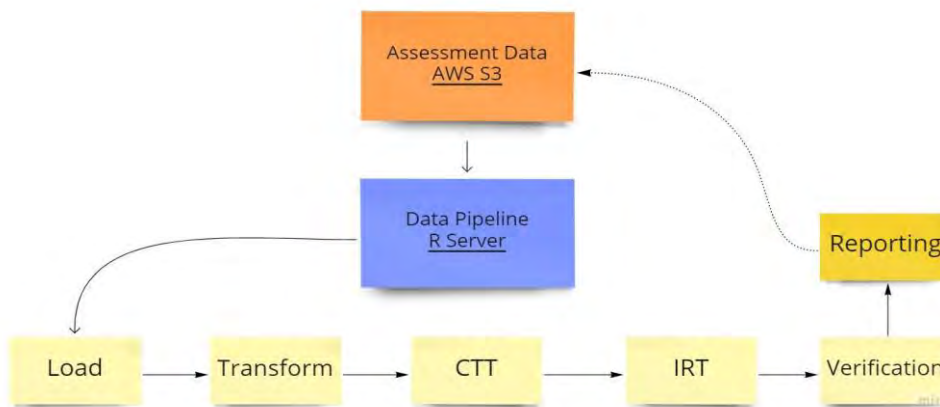 Assessment Data
AWS S3
Data Pipeline
R Server
Reporting
Load
Transform
CTT
IRT
Verification